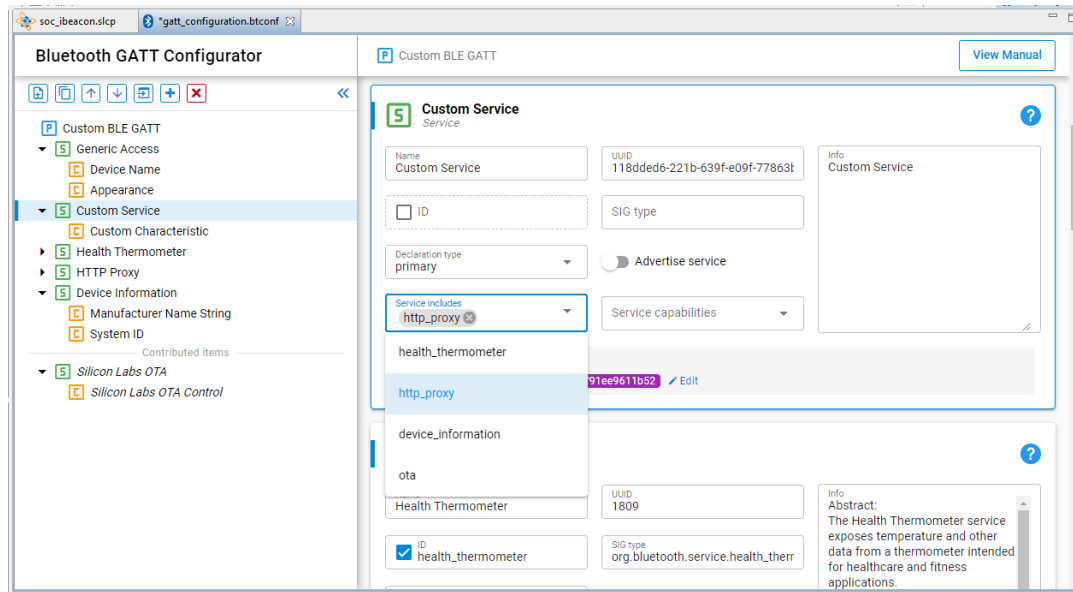 soc_ibeacon.slcp
*gatt_configuration.btconf
Bluetooth GATT Configurator
Custom BLE GATT
View Manual
Custom BLE GATT
Generic Access
Device Name
Appearance
Custom Service
Custom Characteristic
Health Thermometer
HTTP Proxy
Device Information
Manufacturer Name String
System ID
Contributed items
Silicon Labs OTA
Silicon Labs OTA Control
Custom Service
Service
Name
Custom Service
UUID
118dded6-221b-639f-e09f-77863b
Info
Custom Service
ID
SIG type
Declaration type
primary
Advertise service
Service includes
http_proxy
Service capabilities
health_thermometer
http_proxy
device_information
ota
791ee9611b52
Edit
Health Thermometer
UUID
1809
Info
Abstract:
The Health Thermometer service
exposes temperature and other
data from a thermometer intended
for healthcare and fitness
applications.
ID
health_thermometer
SIG type
org.bluetooth.service.health_therr